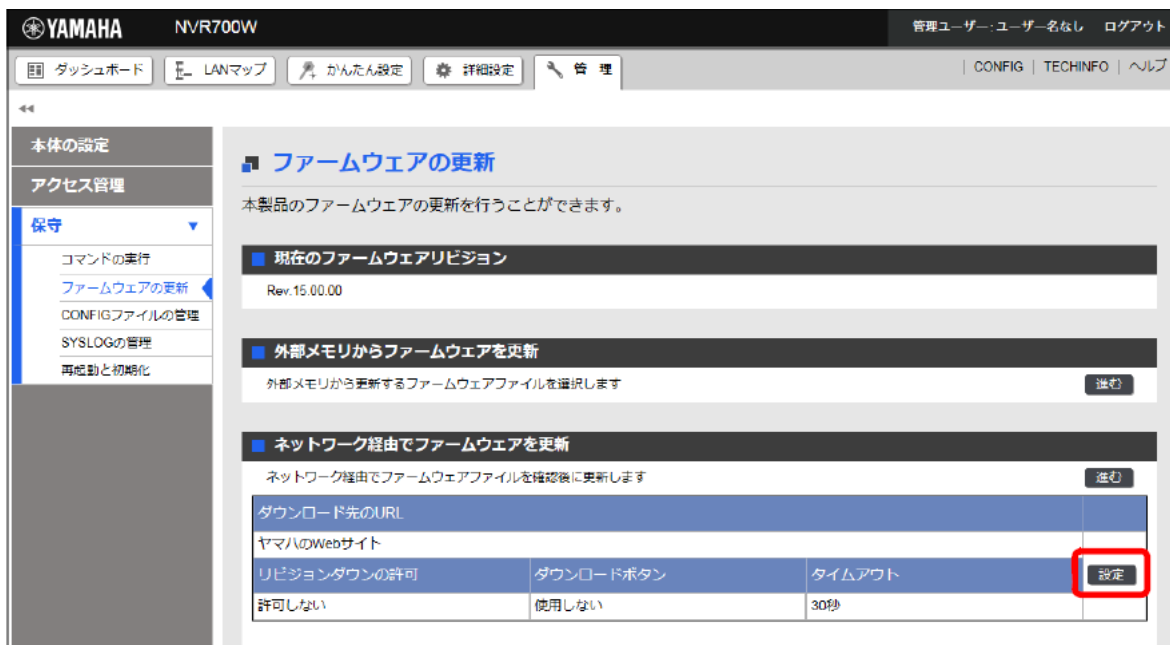 YAMAHA NVR700W 管理ユーザー:ユーザー名なし ログアウト
ダッシュボード LANマップ かんたん設定 詳細設定 管 理 | CONFIG | TECHINFO | ヘルプ
本体の設定
アクセス管理
保守
コマンドの実行
ファームウェアの更新
CONFIGファイルの管理
SYSLOGの管理
再起動と初期化
ファームウェアの更新
本製品のファームウェアの更新を行うことができます。
現在のファームウェアリビジョン
Rev.15.00.00
外部メモリからファームウェアを更新
外部メモリから更新するファームウェアファイルを選択します 進む
ネットワーク経由でファームウェアを更新
ネットワーク経由でファームウェアファイルを確認後に更新します 進む
ダウンロード先のURL
ヤマハのWebサイト
リビジョンダウンの許可 ダウンロードボタン タイムアウト 設定
許可しない 使用しない 30秒